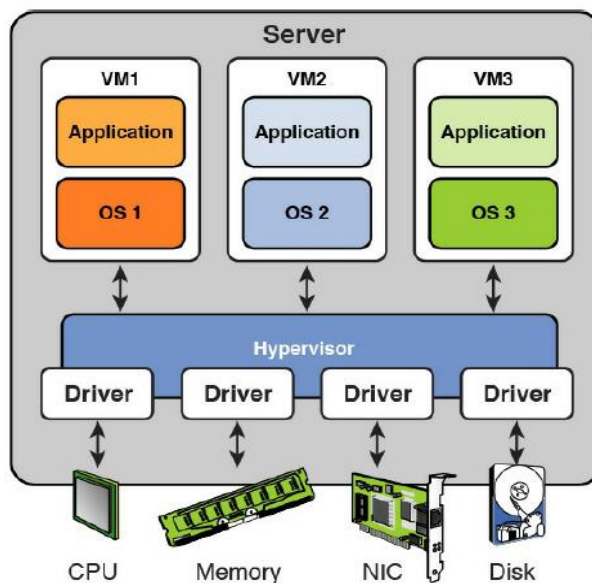 Server
VM1 VM2 VM3
Application Application Application
OS 1 OS 2 OS 3
Hypervisor
Driver Driver Driver Driver
CPU Memory NIC Disk